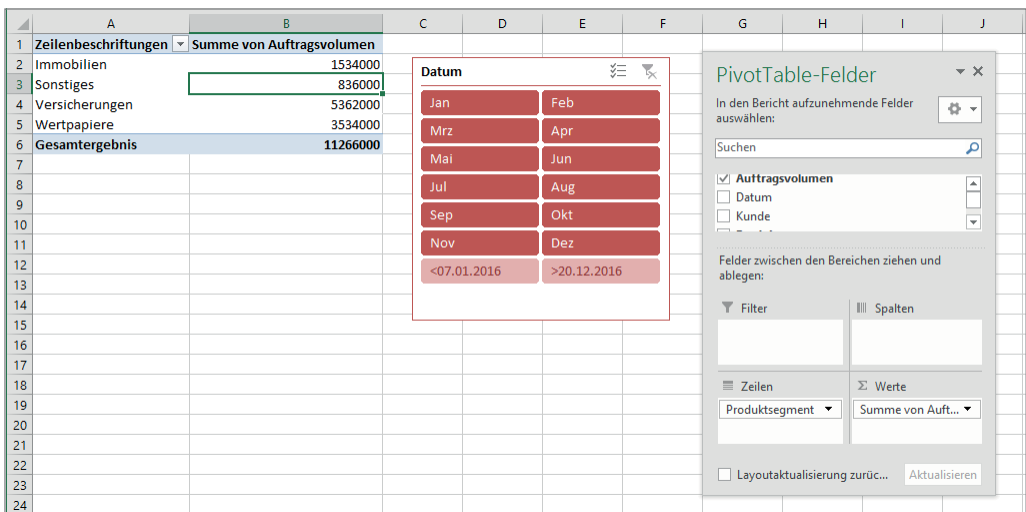 A B C D E F G H I J
1 Zeilenbeschriftungen Summe von Auftragsvolumen
2 Immobilien 1534000
3 Sonstiges 836000
4 Versicherungen 5362000
5 Wertpapiere 3534000
6 Gesamtergebnis 11266000
7
8
9
10
11
12
13
14
15
16
17
18
19
20
21
22
23
24
Datum
Jan Feb
Mrz Apr
Mai Jun
Jul Aug
Sep Okt
Nov Dez
<07.01.2016 >20.12.2016
PivotTable-Felder
In den Bericht aufzunehmende Felder
auswählen:
Suchen
Auftragsvolumen
Datum
Kunde
Felder zwischen den Bereichen ziehen und
ablegen:
Filter Spalten
Zeilen Σ Werte
Produktsegment Summe von Auft...
Layoutaktualisierung zurüc... Aktualisieren